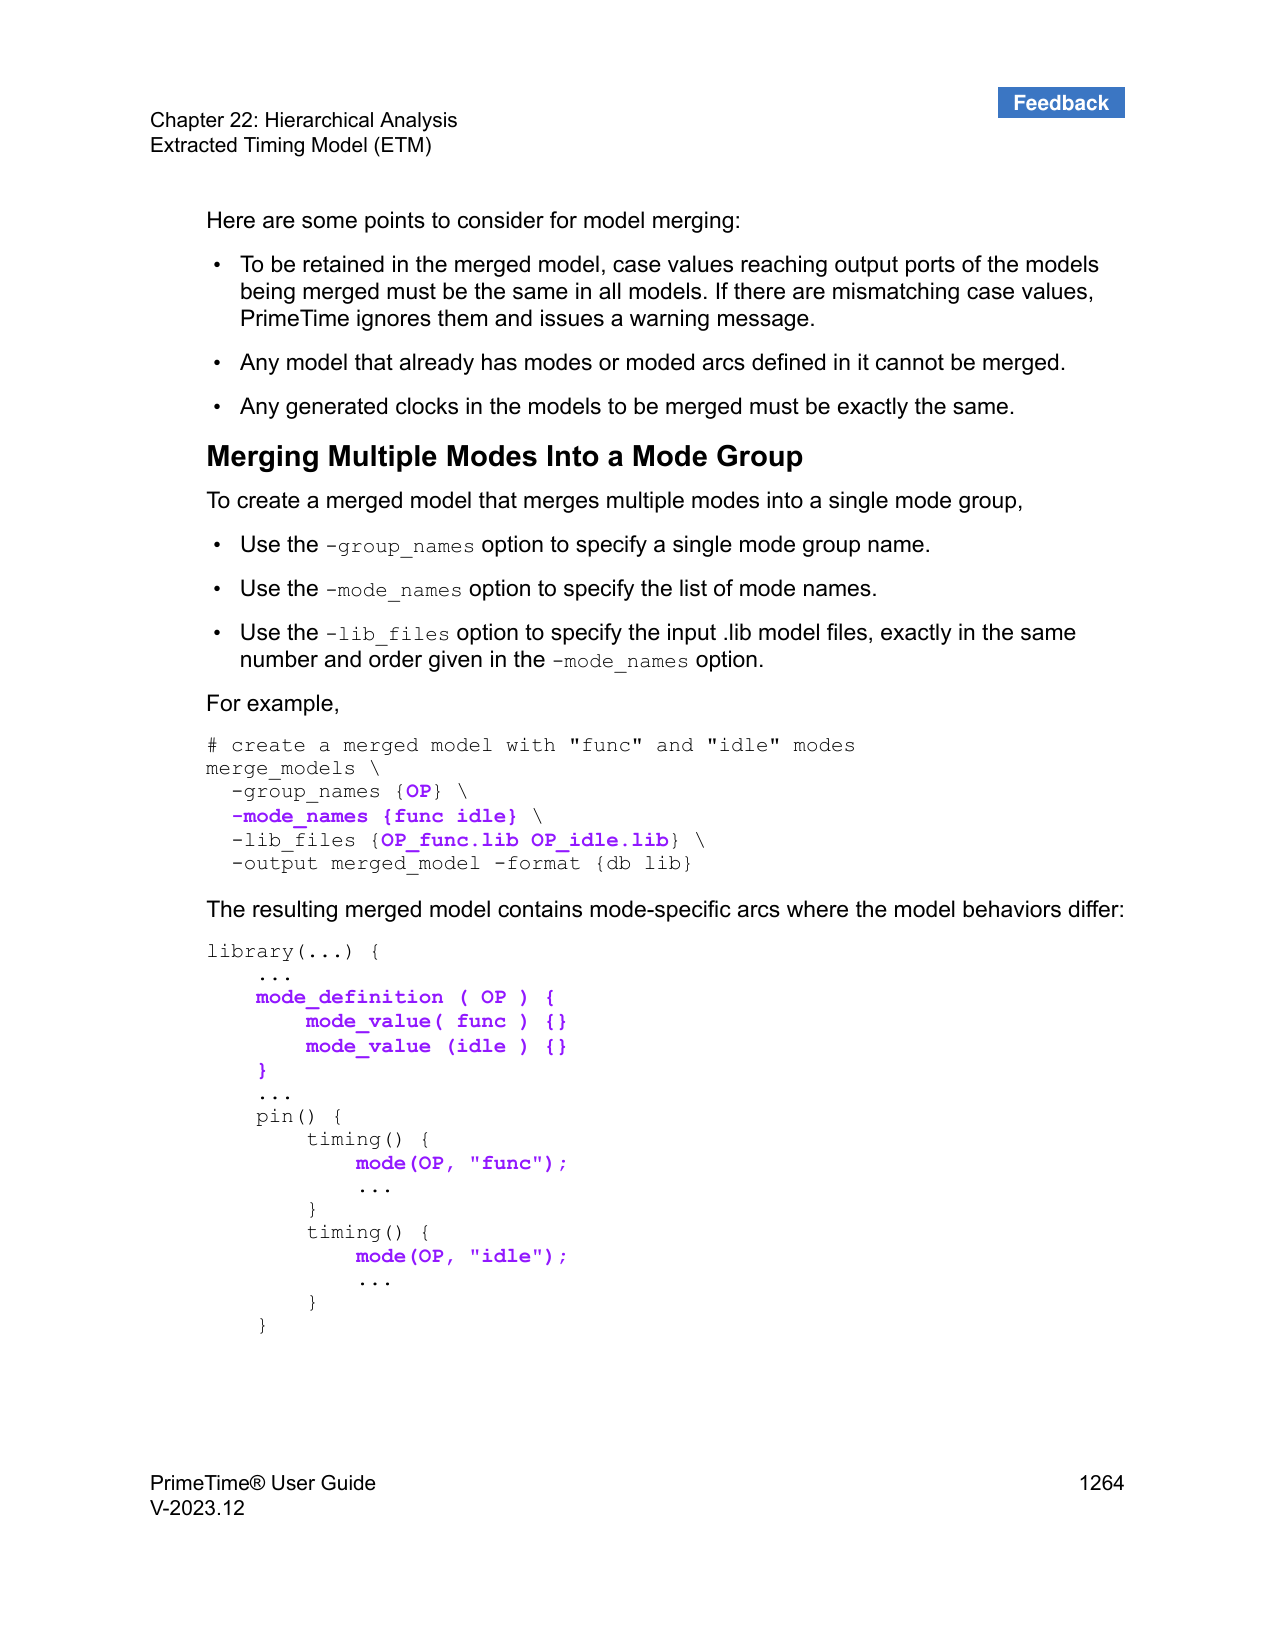 Feedback
Chapter 22: Hierarchical Analysis
Extracted Timing Model (ETM)
Here are some points to consider for model merging:
• To be retained in the merged model, case values reaching output ports of the models
being merged must be the same in all models. If there are mismatching case values,
PrimeTime ignores them and issues a warning message.
• Any model that already has modes or moded arcs defined in it cannot be merged.
• Any generated clocks in the models to be merged must be exactly the same.
Merging Multiple Modes Into a Mode Group
To create a merged model that merges multiple modes into a single mode group,
• Use the -group_names option to specify a single mode group name.
• Use the -mode_names option to specify the list of mode names.
• Use the -lib_files option to specify the input .lib model files, exactly in the same
number and order given in the -mode_names option.
For example,
# create a merged model with "func" and "idle" modes
merge_models \
  -group_names {OP} \
  -mode_names {func idle} \
  -lib_files {OP_func.lib OP_idle.lib} \
  -output merged_model -format {db lib}
The resulting merged model contains mode-specific arcs where the model behaviors differ:
library(...) {
    ...
    mode_definition ( OP ) {
        mode_value( func ) {}
        mode_value (idle ) {}
    }
    ...
    pin() {
        timing() {
            mode(OP, "func");
            ...
        }
        timing() {
            mode(OP, "idle");
            ...
        }
    }
PrimeTime® User Guide
V-2023.12
1264